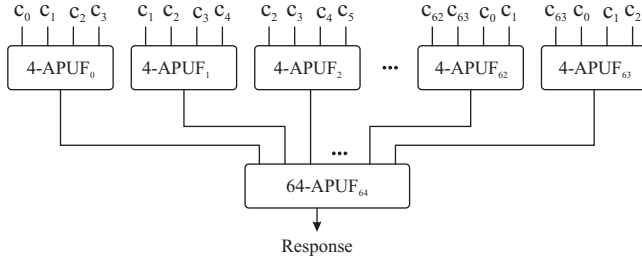 c₀ c₁ c₂ c₃ c₁ c₂ c₃ c₄ c₂ c₃ c₄ c₅ c₆₂ c₆₃ c₀ c₁ c₆₃ c₀ c₁ c₂
4-APUF₀ 4-APUF₁ 4-APUF₂ ••• 4-APUF₆₂ 4-APUF₆₃
•••
64-APUF₆₄
Response